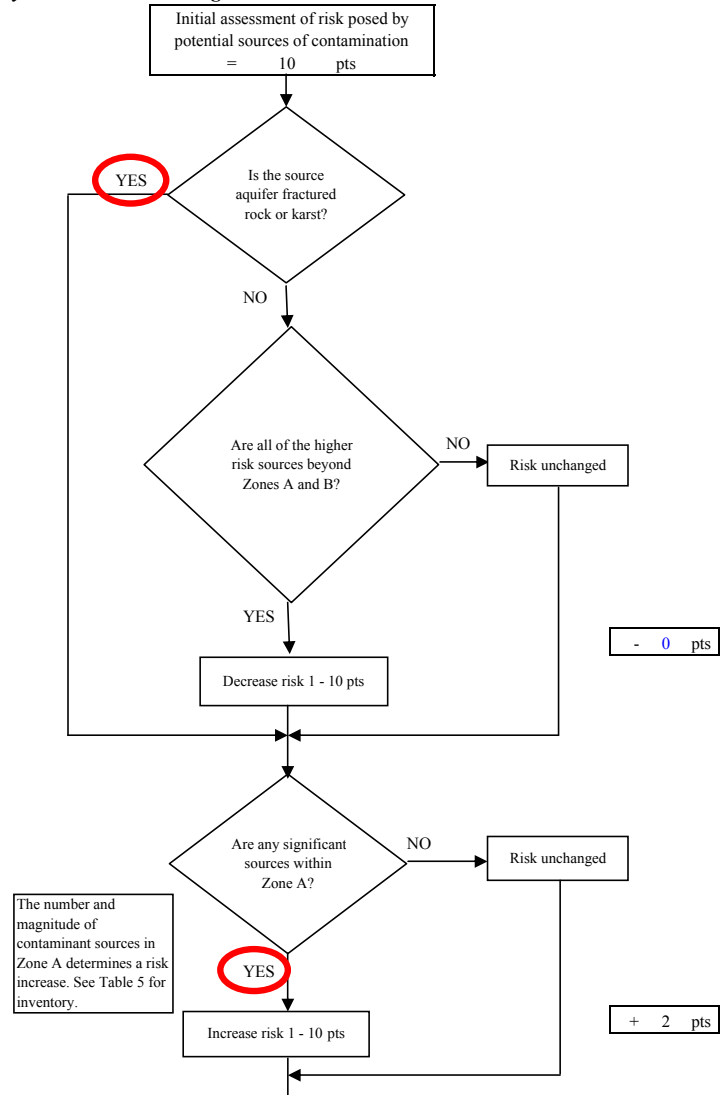 Initial assessment of risk posed by
potential sources of contamination
= 10 pts
YES
Is the source
aquifer fractured
rock or karst?
NO
Are all of the higher
risk sources beyond
Zones A and B?
NO
Risk unchanged
YES
- 0 pts
Decrease risk 1 - 10 pts
Are any significant
sources within
Zone A?
NO
Risk unchanged
The number and
magnitude of
contaminant sources in
Zone A determines a risk
increase. See Table 5 for
inventory.
YES
+ 2 pts
Increase risk 1 - 10 pts